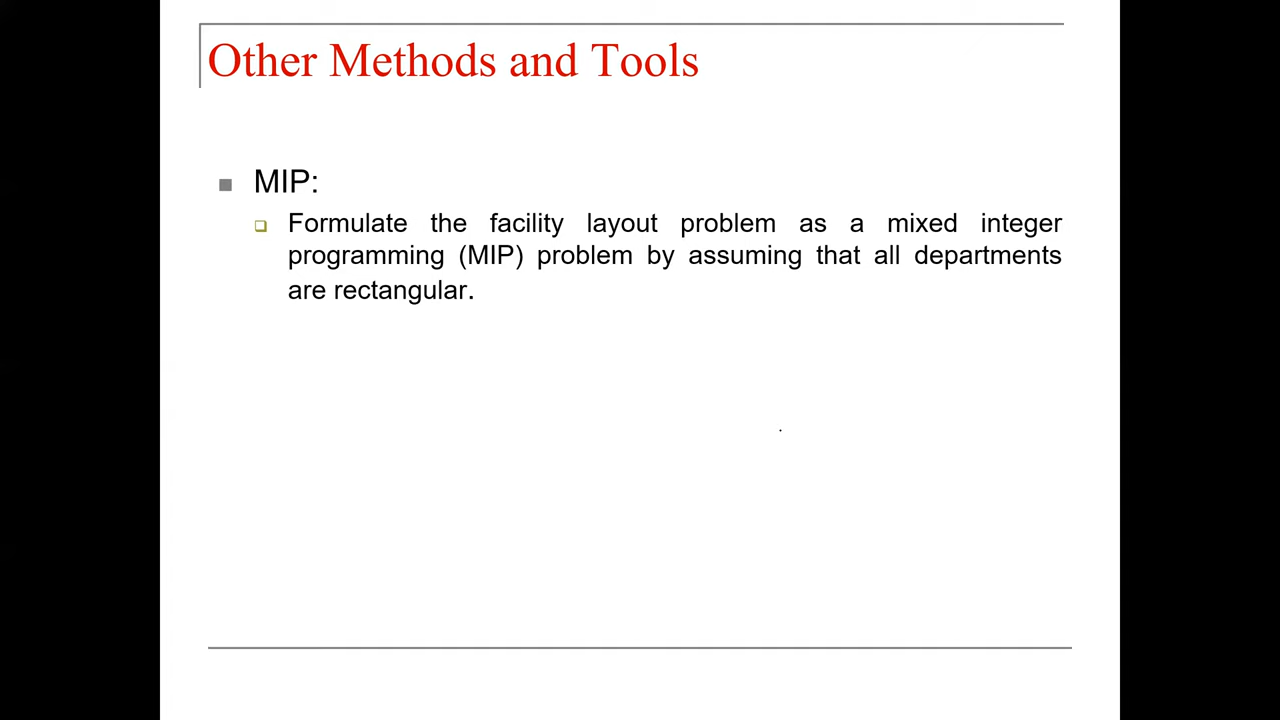 Other Methods and Tools
MIP:
Formulate the facility layout problem as a mixed integer
programming (MIP) problem by assuming that all departments
are rectangular.